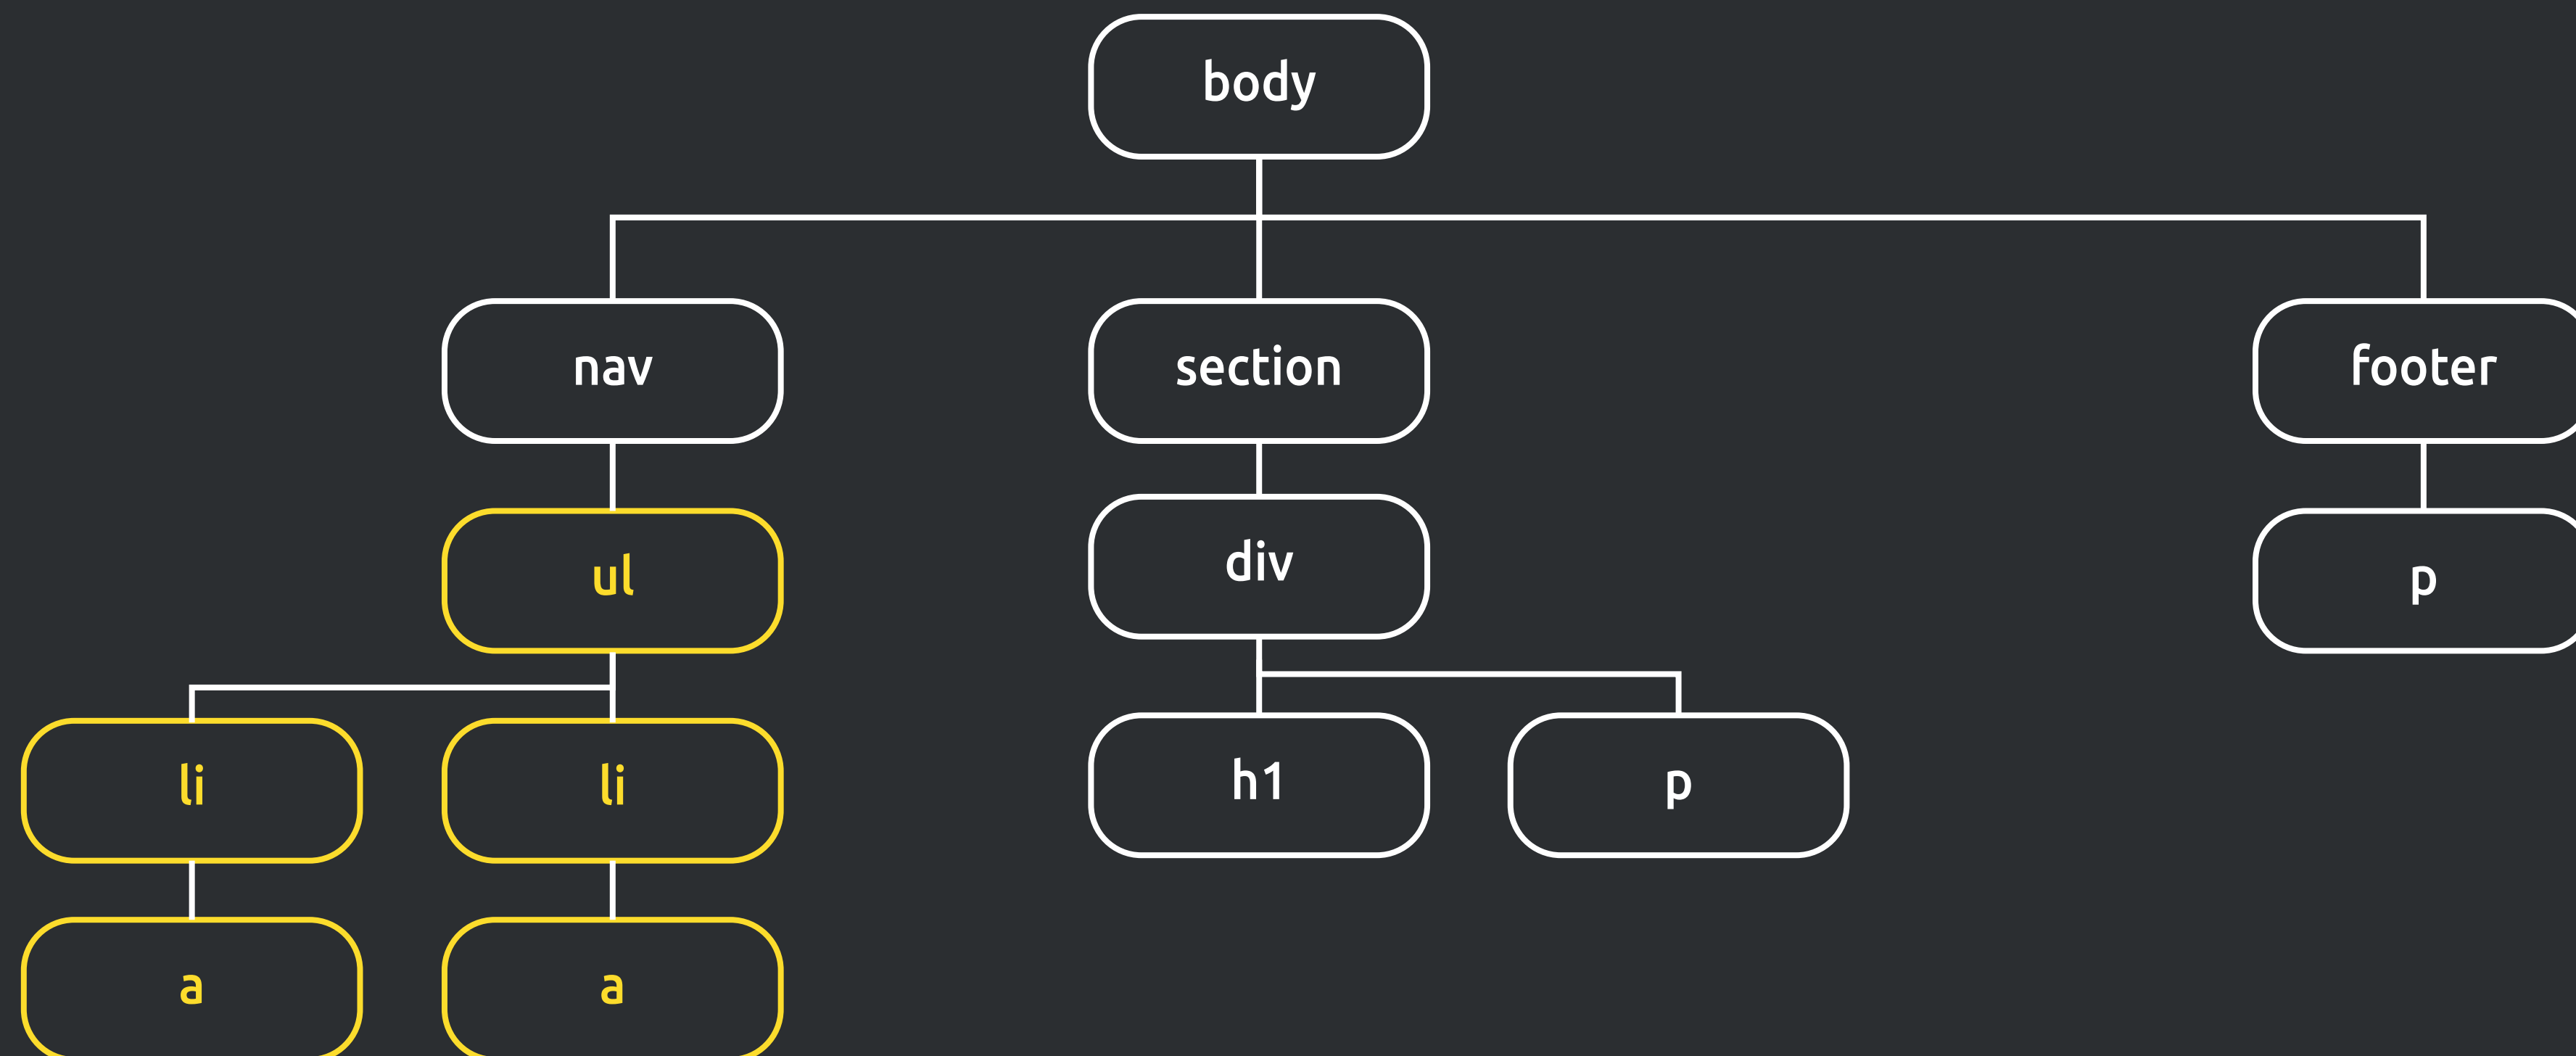 body
nav
section
footer
ul
div
p
li
li
h1
p
a
a